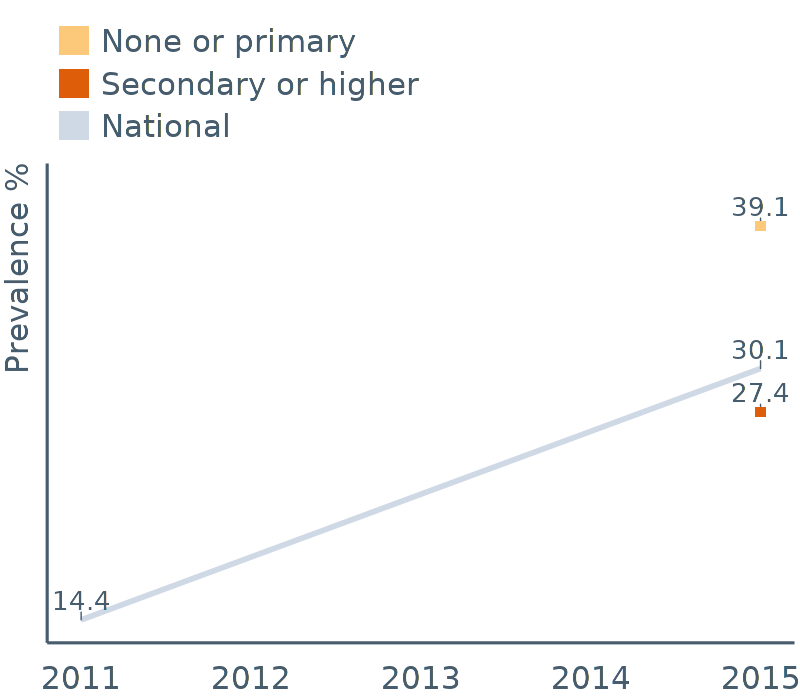 None or primary
Secondary or higher
National
Prevalence %
39.1
30.1
27.4
14.4
2011 2012 2013 2014 2015